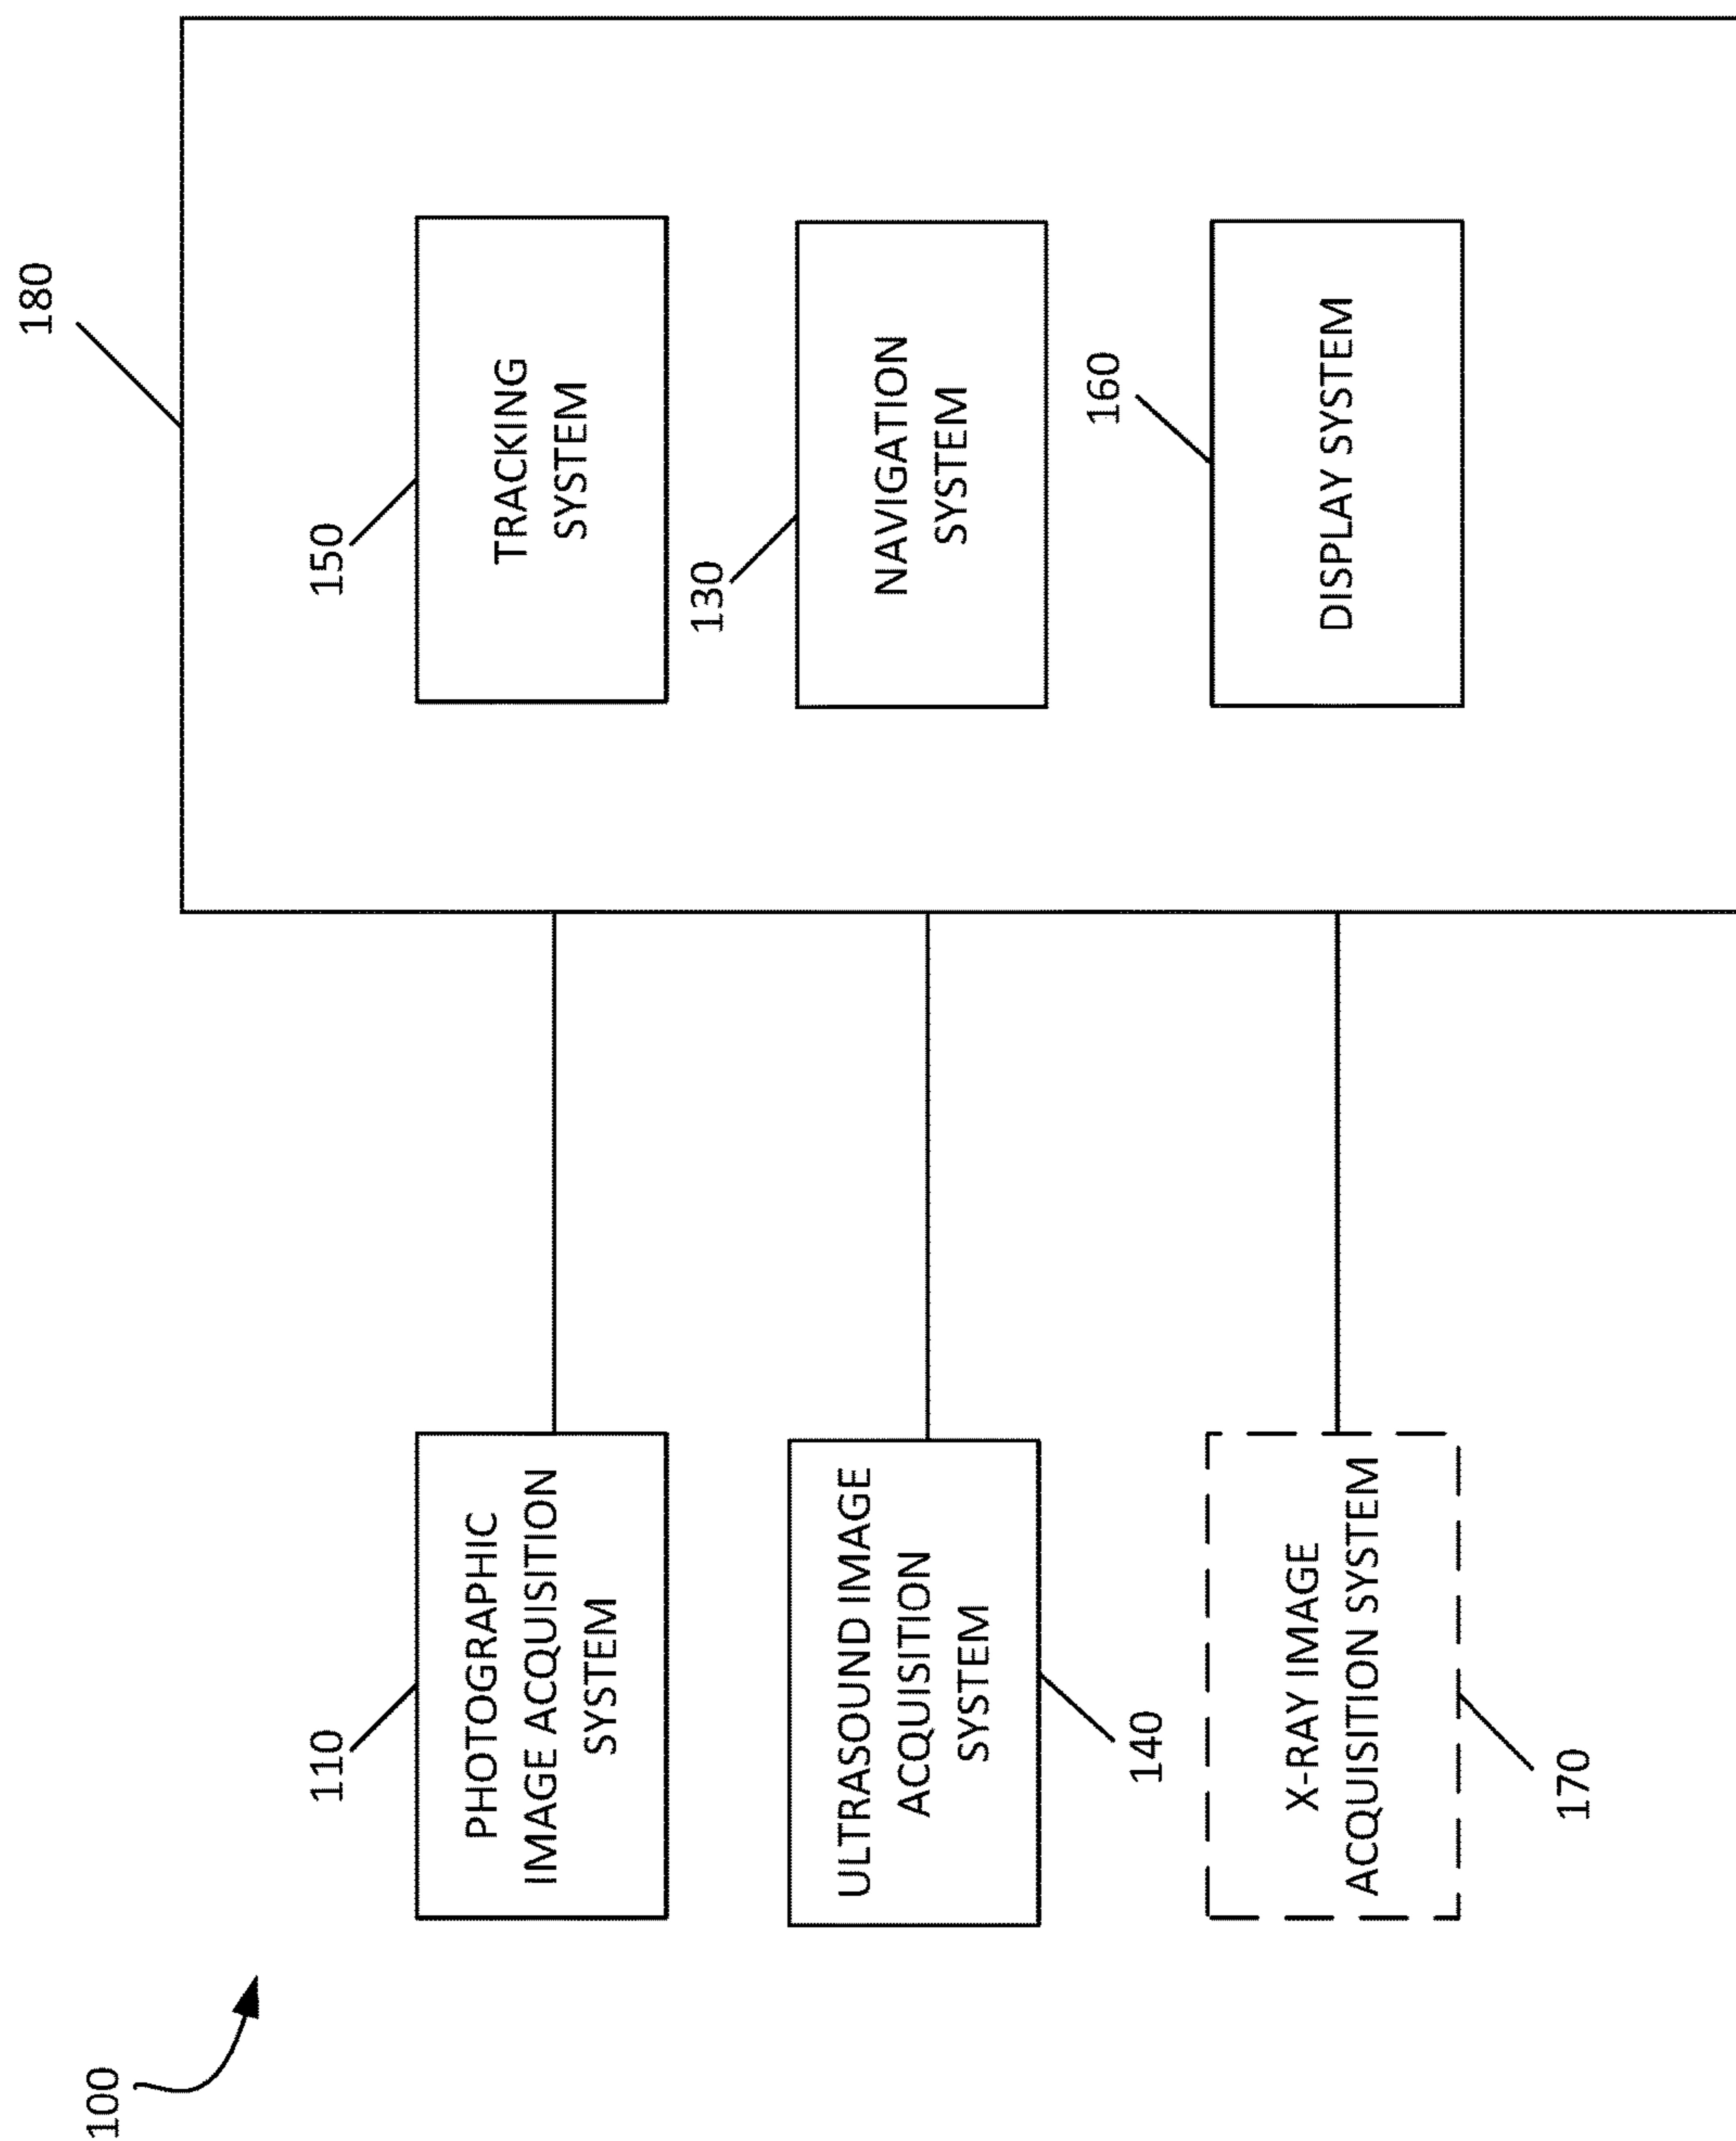 100
110
PHOTOGRAPHIC
IMAGE ACQUISITION
SYSTEM
ULTRASOUND IMAGE
ACQUISITION
SYSTEM
140
X-RAY IMAGE
ACQUISITION SYSTEM
170
180
150
TRACKING
SYSTEM
130
NAVIGATION
SYSTEM
160
DISPLAY SYSTEM